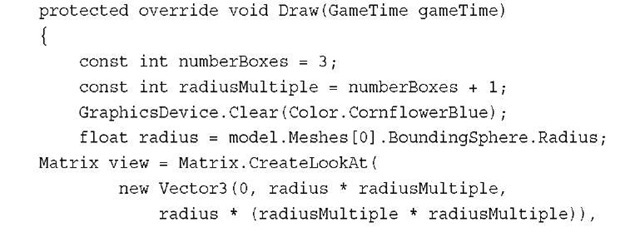 protected override void Draw(GameTime gameTime)
{
    const int numberBoxes = 3;
    const int radiusMultiple = numberBoxes + 1;
    GraphicsDevice.Clear(Color.CornflowerBlue);
    float radius = model.Meshes[0].BoundingSphere.Radius;
Matrix view = Matrix.CreateLookAt(
        new Vector3(0, radius * radiusMultiple,
            radius * (radiusMultiple * radiusMultiple)),